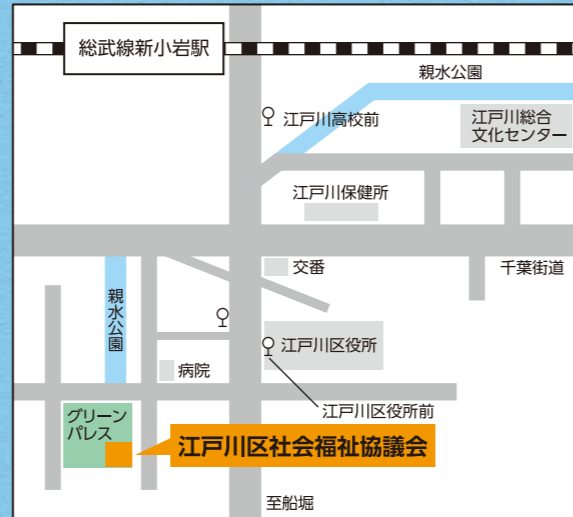 総武線新小岩駅
親水公園
江戸川高校前
江戸川総合
文化センター
江戸川保健所
交番
千葉街道
親水公園
江戸川区役所
病院
江戸川区役所前
グリーン
パレス
江戸川区社会福祉協議会
至船堀